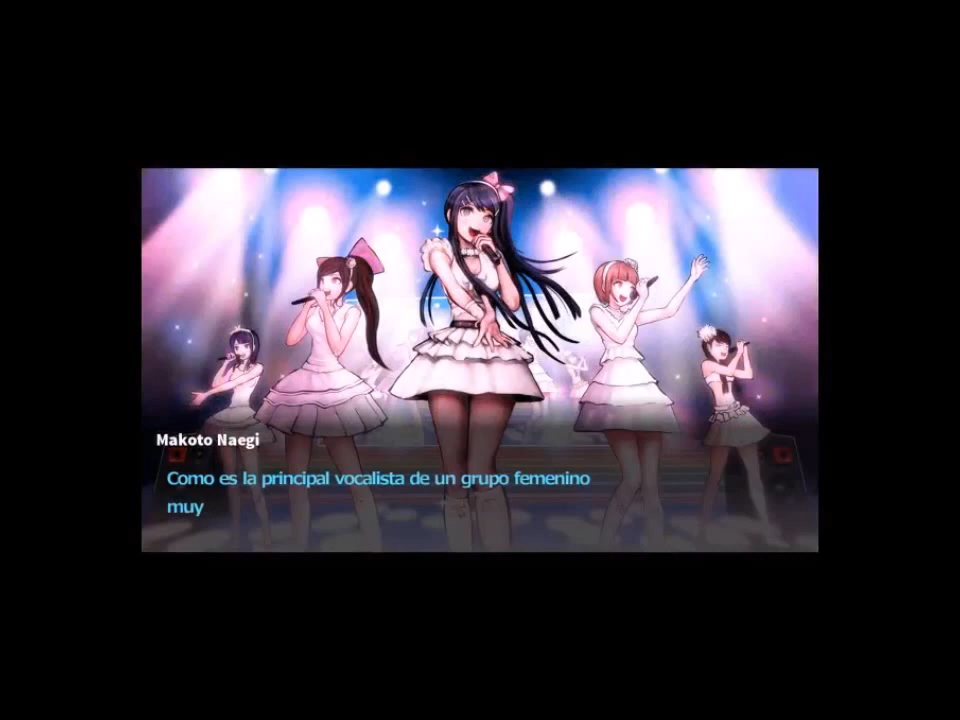 Makoto Naegi
Como es la principal vocalista de un grupo femenino
muy